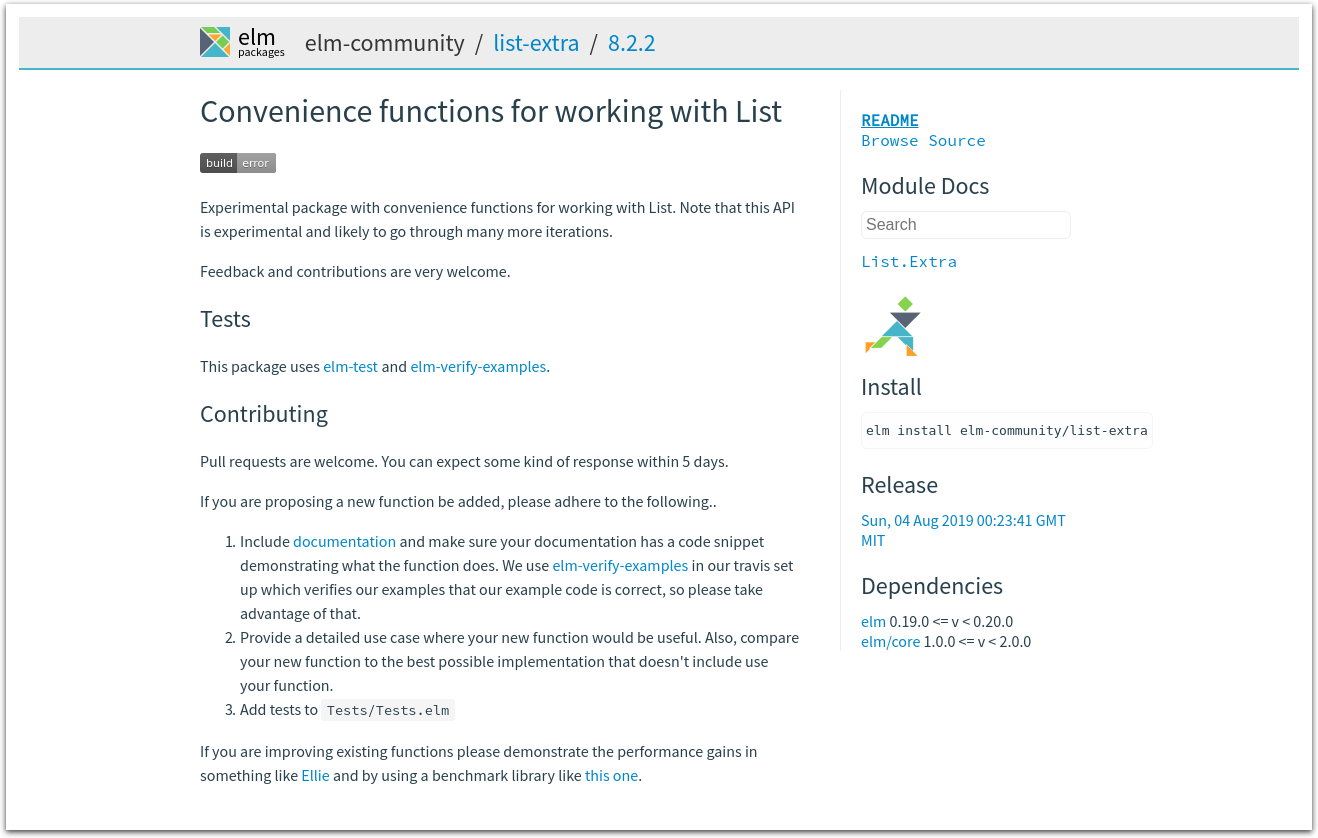 elm
packages
elm-community / list-extra / 8.2.2
Convenience functions for working with List
build error
Experimental package with convenience functions for working with List. Note that this API
is experimental and likely to go through many more iterations.
Feedback and contributions are very welcome.
Tests
This package uses elm-test and elm-verify-examples.
Contributing
Pull requests are welcome. You can expect some kind of response within 5 days.
If you are proposing a new function be added, please adhere to the following..
1. Include documentation and make sure your documentation has a code snippet
demonstrating what the function does. We use elm-verify-examples in our travis set
up which verifies our examples that our example code is correct, so please take
advantage of that.
2. Provide a detailed use case where your new function would be useful. Also, compare
your new function to the best possible implementation that doesn't include use
your function.
3. Add tests to Tests/Tests.elm
If you are improving existing functions please demonstrate the performance gains in
something like Ellie and by using a benchmark library like this one.
README
Browse Source
Module Docs
Search
List.Extra
Install
elm install elm-community/list-extra
Release
Sun, 04 Aug 2019 00:23:41 GMT
MIT
Dependencies
elm 0.19.0 <= v < 0.20.0
elm/core 1.0.0 <= v < 2.0.0